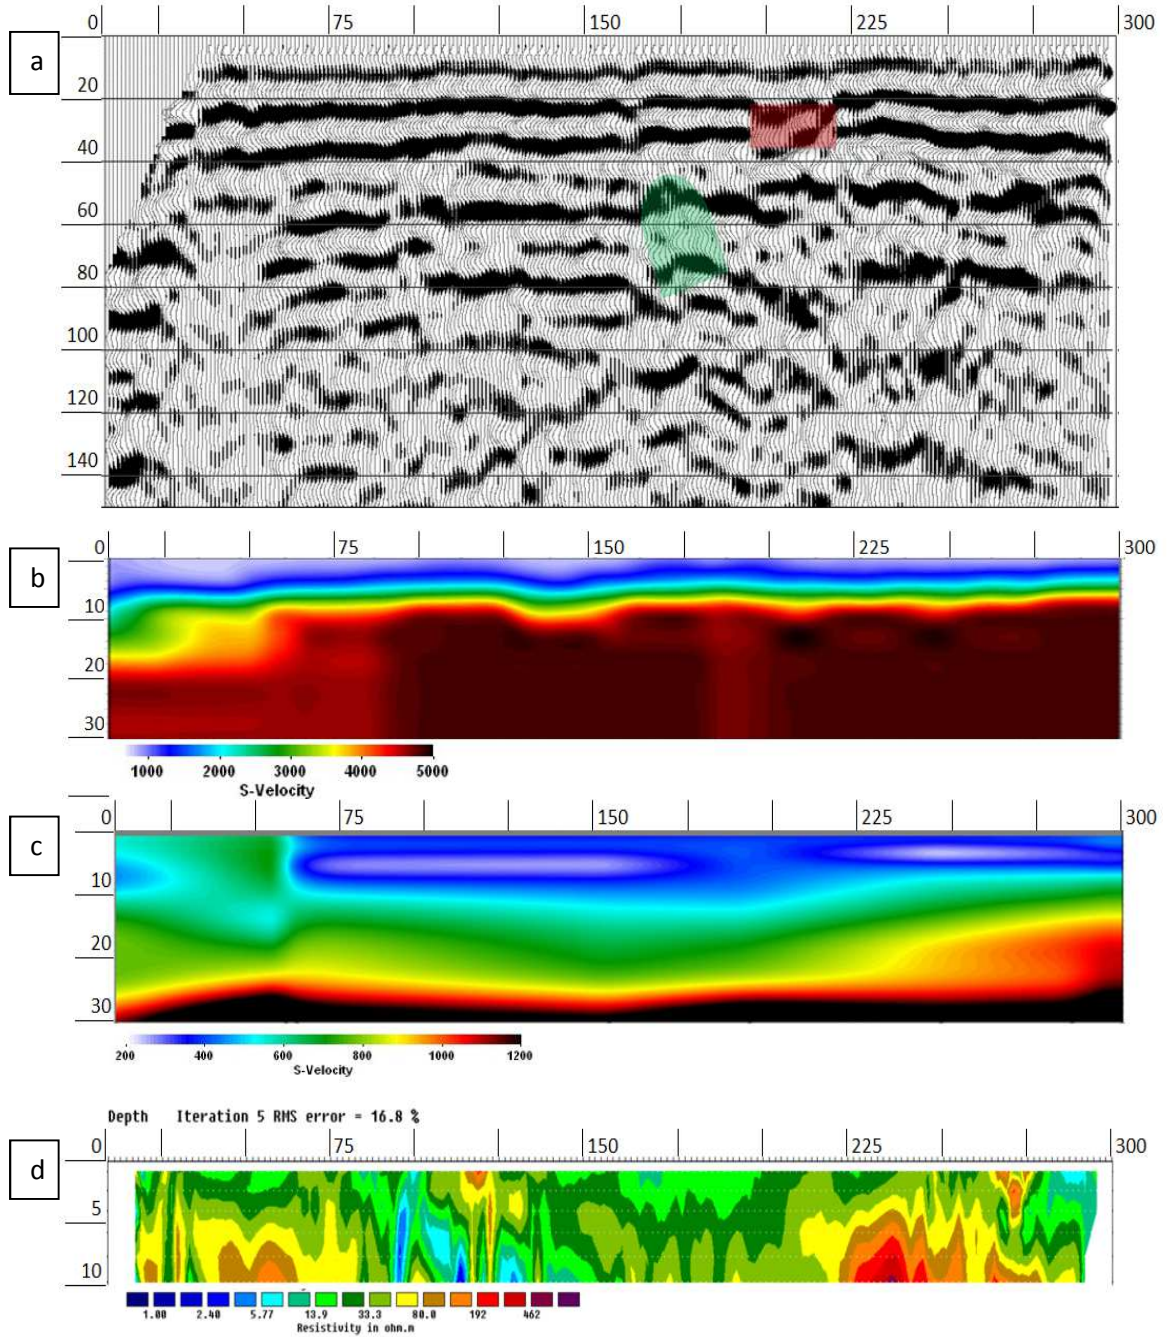 0 75 150 225 300
a
20
40
60
80
100
120
140
0 75 150 225 300
b
10
20
30
1000 2000 3000 4000 5000
S-Velocity
0 75 150 225 300
c
10
20
30
200 400 600 800 1000 1200
S-Velocity
Depth Iteration 5 RMS error = 16.8 %
0 75 150 225 300
d
5
10
1.00 2.40 5.77 13.9 33.3 80.0 192 462
Resistivity in ohm.m